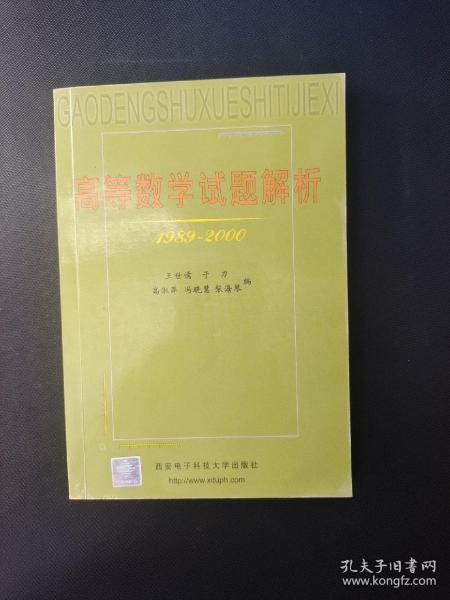 GAODENGSHUXUESHITIJIEXI
高等数学试题解析
1989-2000
王世儒 于力
高淑萍 冯晓慧 张潘琴 编
西安电子科技大学出版社
http://www.xduph.com
孔夫子旧书网
www.kongfz.com